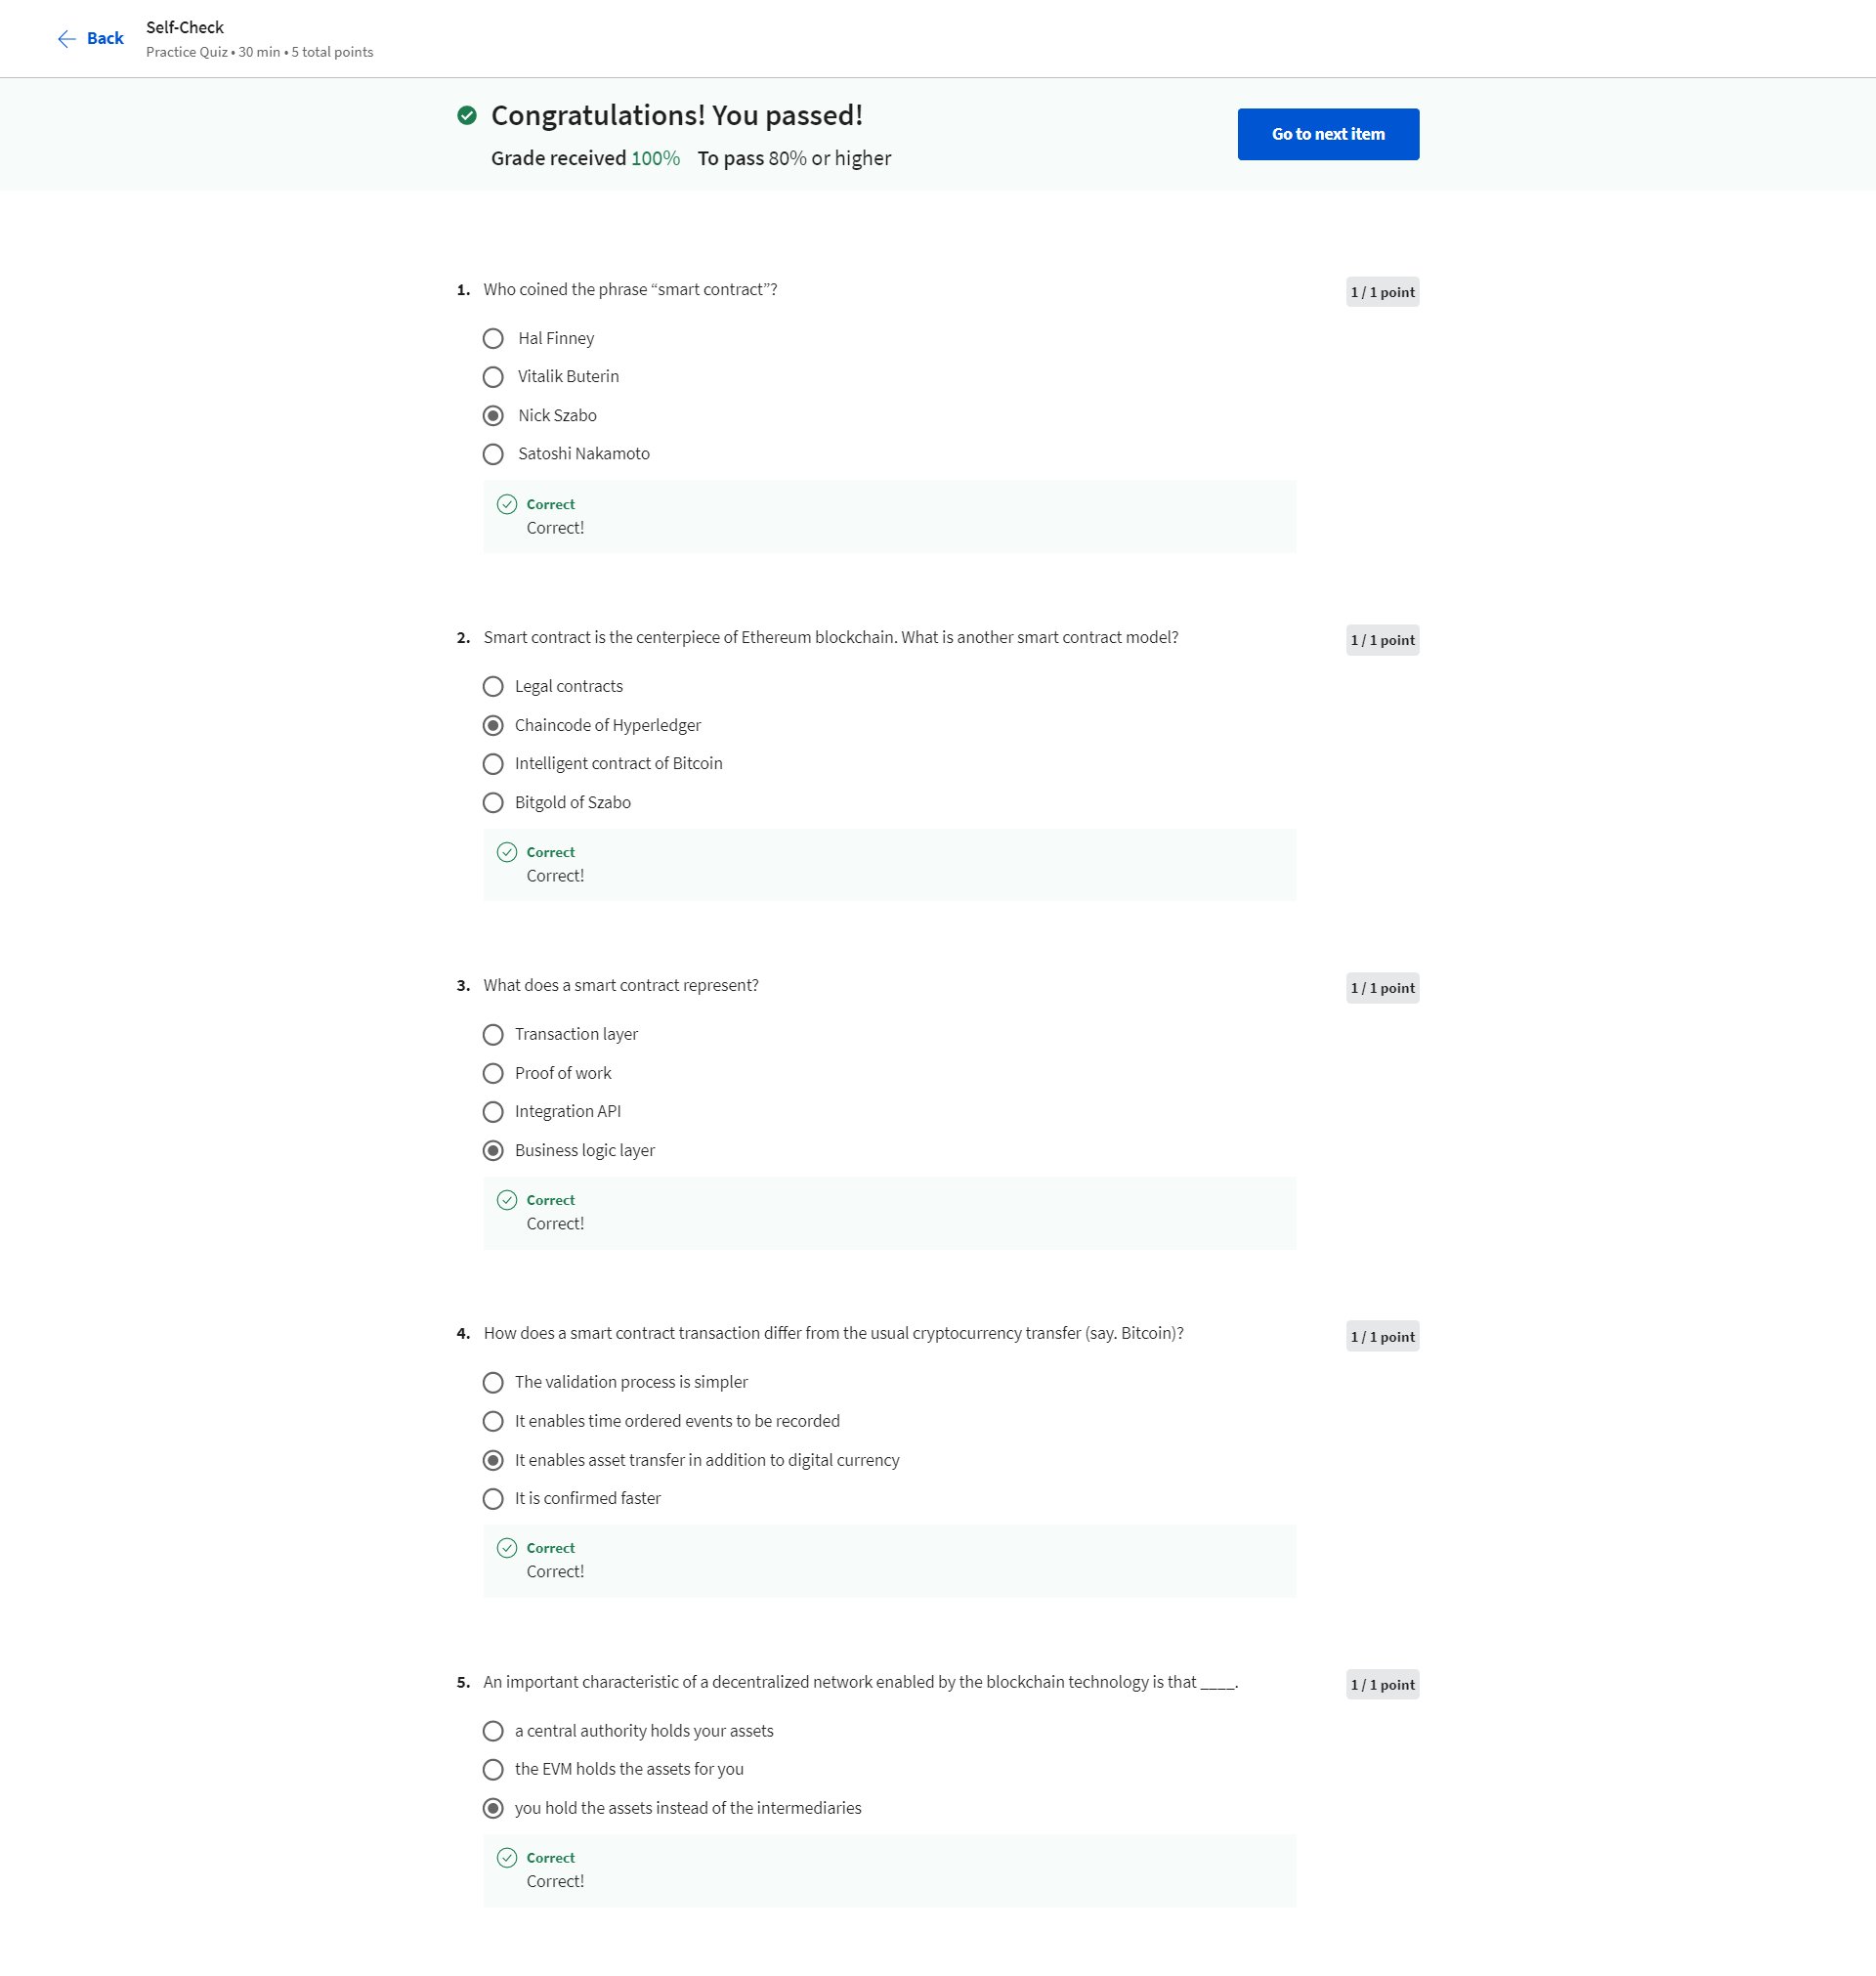 Back
Self-Check
Practice Quiz • 30 min • 5 total points
Congratulations! You passed!
Grade received 100% To pass 80% or higher
Go to next item
1. Who coined the phrase “smart contract”?
1 / 1 point
Hal Finney
Vitalik Buterin
Nick Szabo
Satoshi Nakamoto
Correct
Correct!
2. Smart contract is the centerpiece of Ethereum blockchain. What is another smart contract model?
1 / 1 point
Legal contracts
Chaincode of Hyperledger
Intelligent contract of Bitcoin
Bitgold of Szabo
Correct
Correct!
3. What does a smart contract represent?
1 / 1 point
Transaction layer
Proof of work
Integration API
Business logic layer
Correct
Correct!
4. How does a smart contract transaction differ from the usual cryptocurrency transfer (say. Bitcoin)?
1 / 1 point
The validation process is simpler
It enables time ordered events to be recorded
It enables asset transfer in addition to digital currency
It is confirmed faster
Correct
Correct!
5. An important characteristic of a decentralized network enabled by the blockchain technology is that ____.
1 / 1 point
a central authority holds your assets
the EVM holds the assets for you
you hold the assets instead of the intermediaries
Correct
Correct!